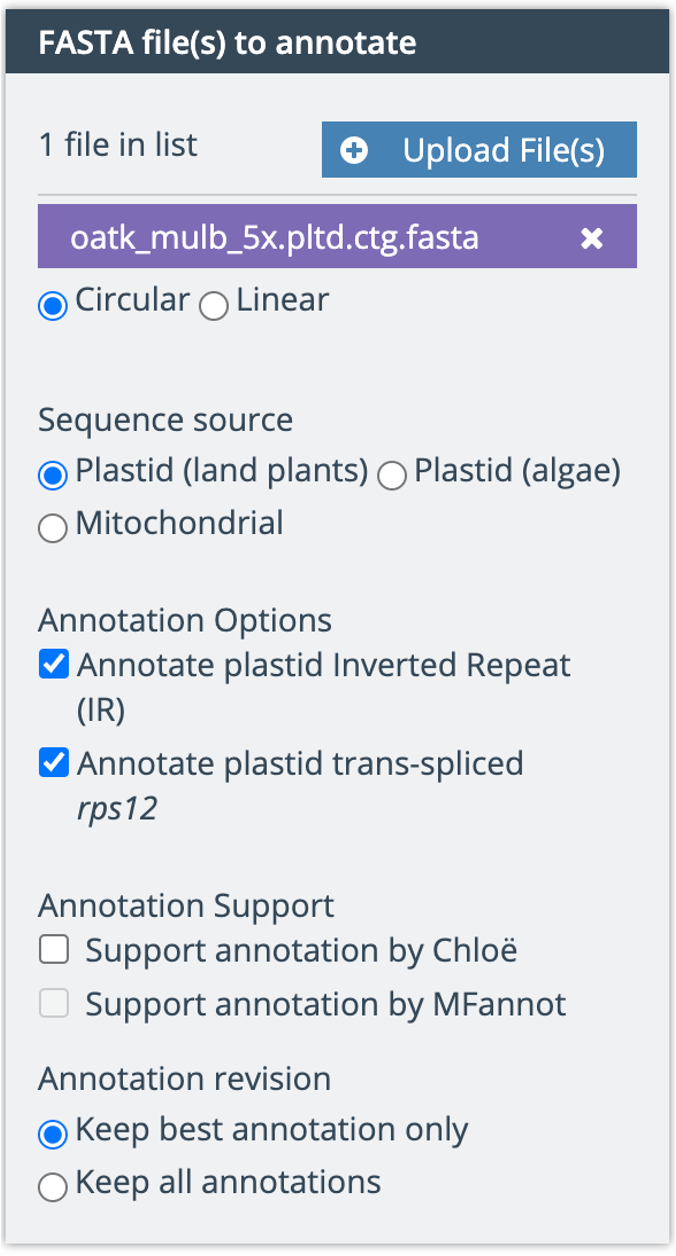 FASTA file(s) to annotate
1 file in list
Upload File(s)
oatk_mulb_5x.pltd.ctg.fasta
Circular Linear
Sequence source
Plastid (land plants) Plastid (algae)
Mitochondrial
Annotation Options
Annotate plastid Inverted Repeat
(IR)
Annotate plastid trans-spliced
rps12
Annotation Support
Support annotation by Chloë
Support annotation by MFannot
Annotation revision
Keep best annotation only
Keep all annotations